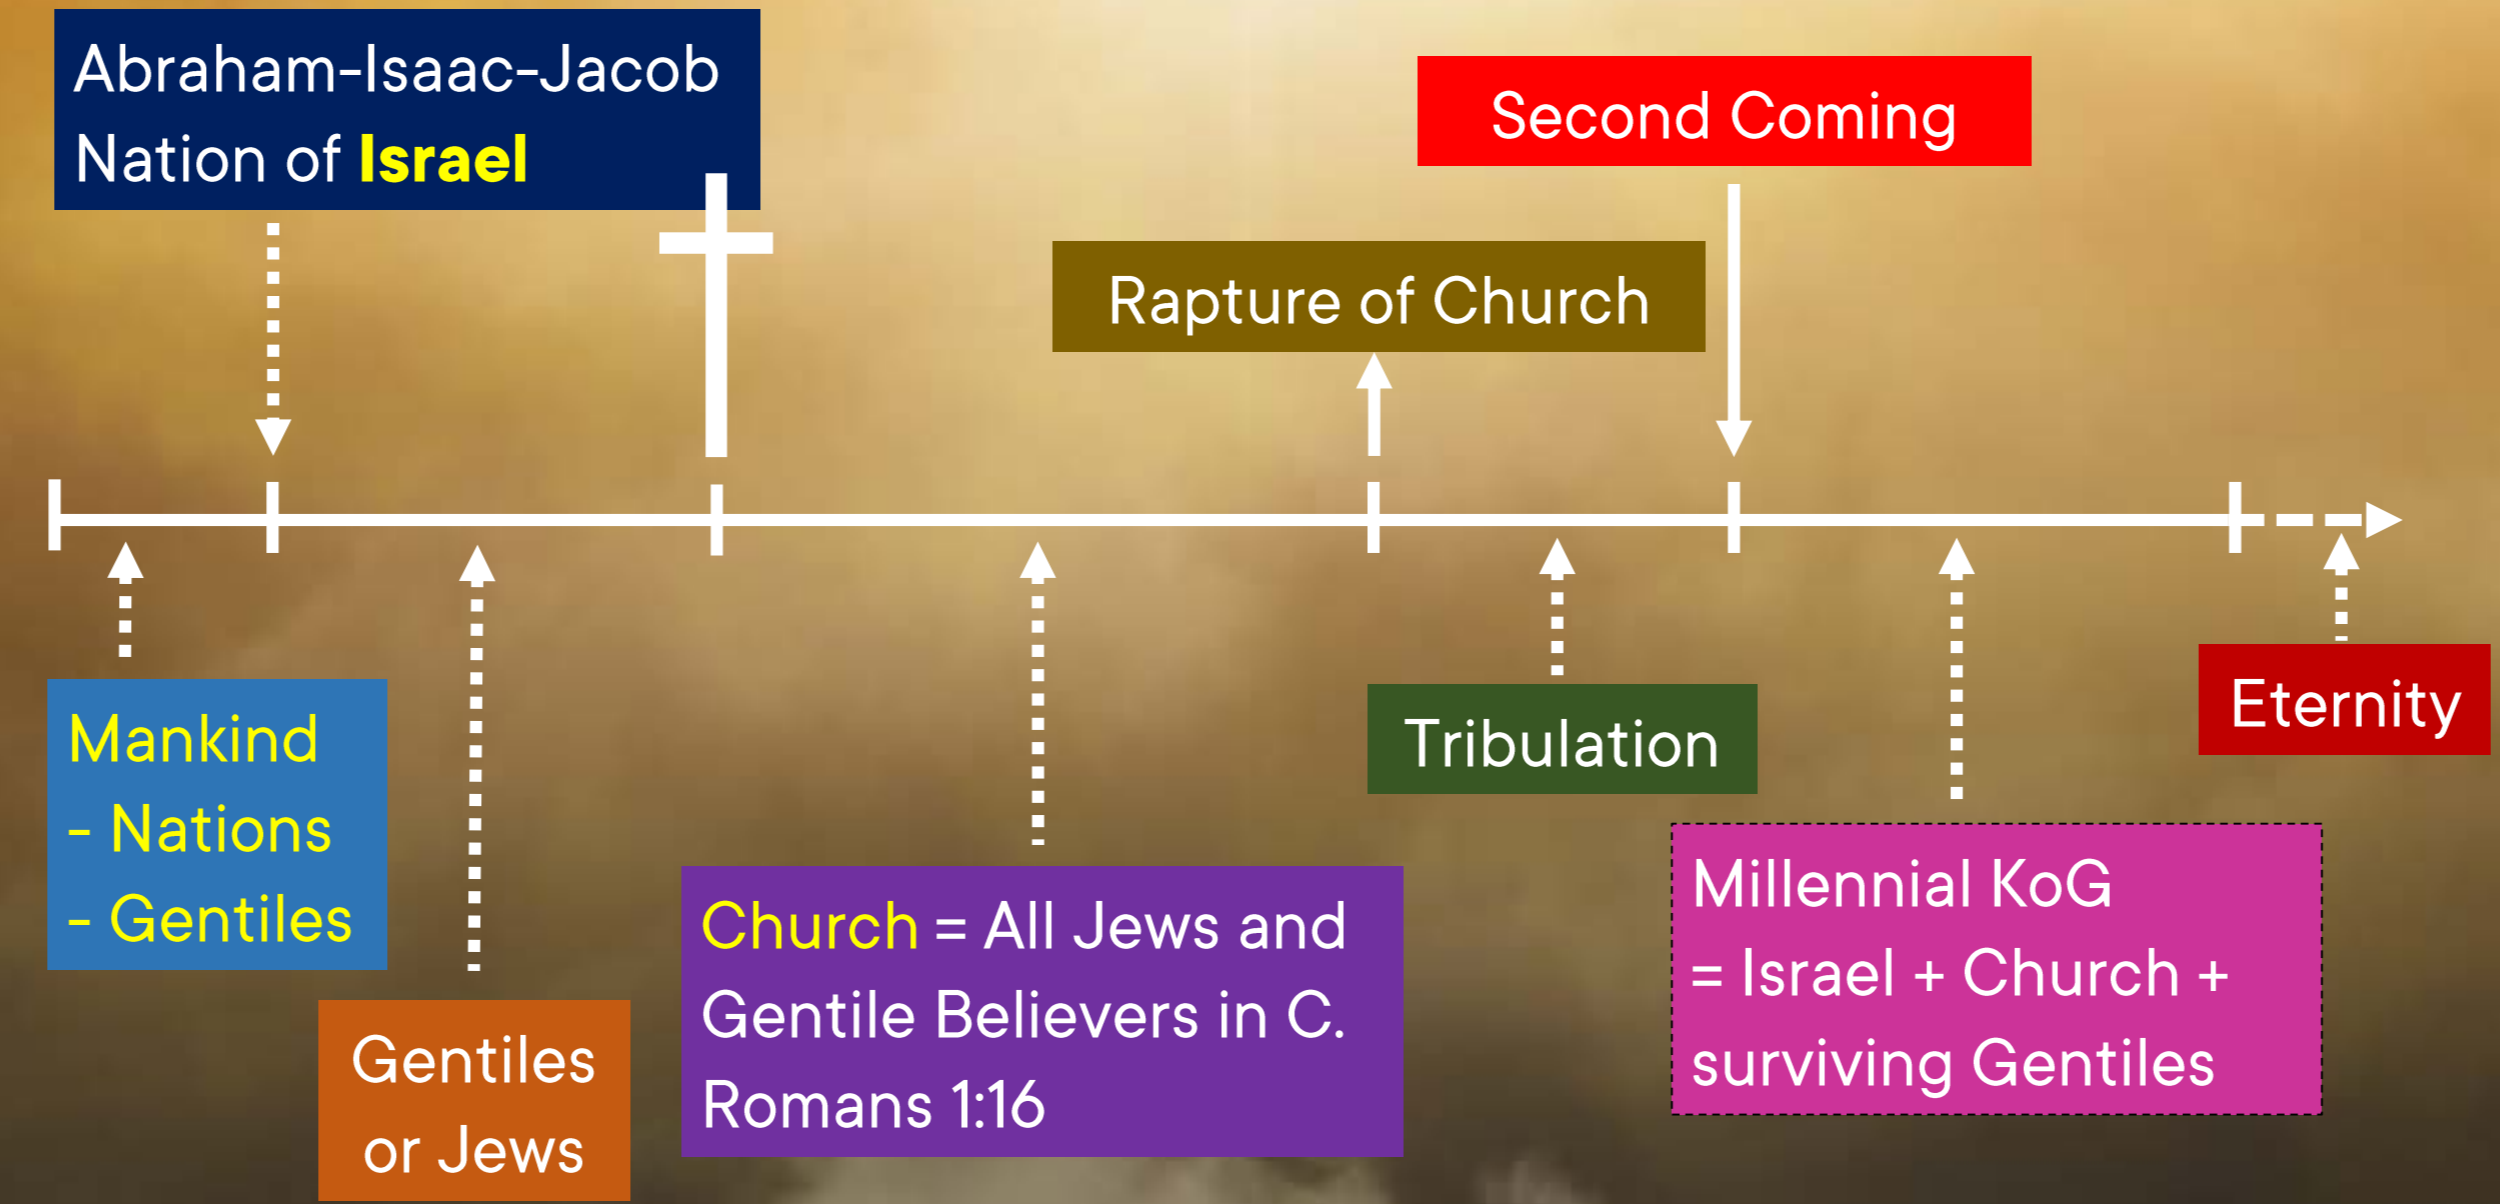 Abraham-Isaac-Jacob
Nation of Israel
Second Coming
Rapture of Church
Mankind
- Nations
- Gentiles
Gentiles
or Jews
Church = All Jews and
Gentile Believers in C.
Romans 1:16
Tribulation
Millennial KoG
= Israel + Church +
surviving Gentiles
Eternity